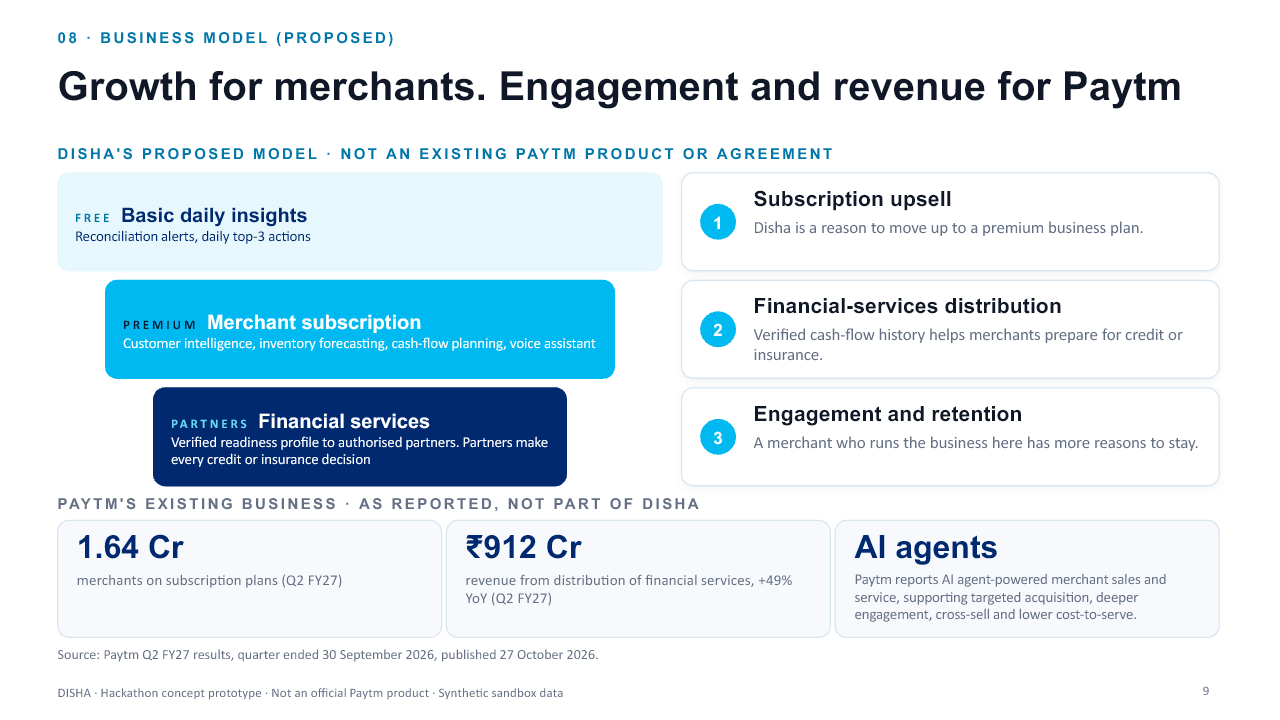 08 · BUSINESS MODEL (PROPOSED)
Growth for merchants. Engagement and revenue for Paytm
DISHA'S PROPOSED MODEL · NOT AN EXISTING PAYTM PRODUCT OR AGREEMENT
FREE Basic daily insights
Reconciliation alerts, daily top-3 actions
PREMIUM Merchant subscription
Customer intelligence, inventory forecasting, cash-flow planning, voice assistant
PARTNERS Financial services
Verified readiness profile to authorised partners. Partners make
every credit or insurance decision
1
Subscription upsell
Disha is a reason to move up to a premium business plan.
2
Financial-services distribution
Verified cash-flow history helps merchants prepare for credit or
insurance.
3
Engagement and retention
A merchant who runs the business here has more reasons to stay.
PAYTM'S EXISTING BUSINESS · AS REPORTED, NOT PART OF DISHA
1.64 Cr
merchants on subscription plans (Q2 FY27)
₹912 Cr
revenue from distribution of financial services, +49%
YoY (Q2 FY27)
AI agents
Paytm reports AI agent-powered merchant sales and
service, supporting targeted acquisition, deeper
engagement, cross-sell and lower cost-to-serve.
Source: Paytm Q2 FY27 results, quarter ended 30 September 2026, published 27 October 2026.
DISHA · Hackathon concept prototype · Not an official Paytm product · Synthetic sandbox data
9